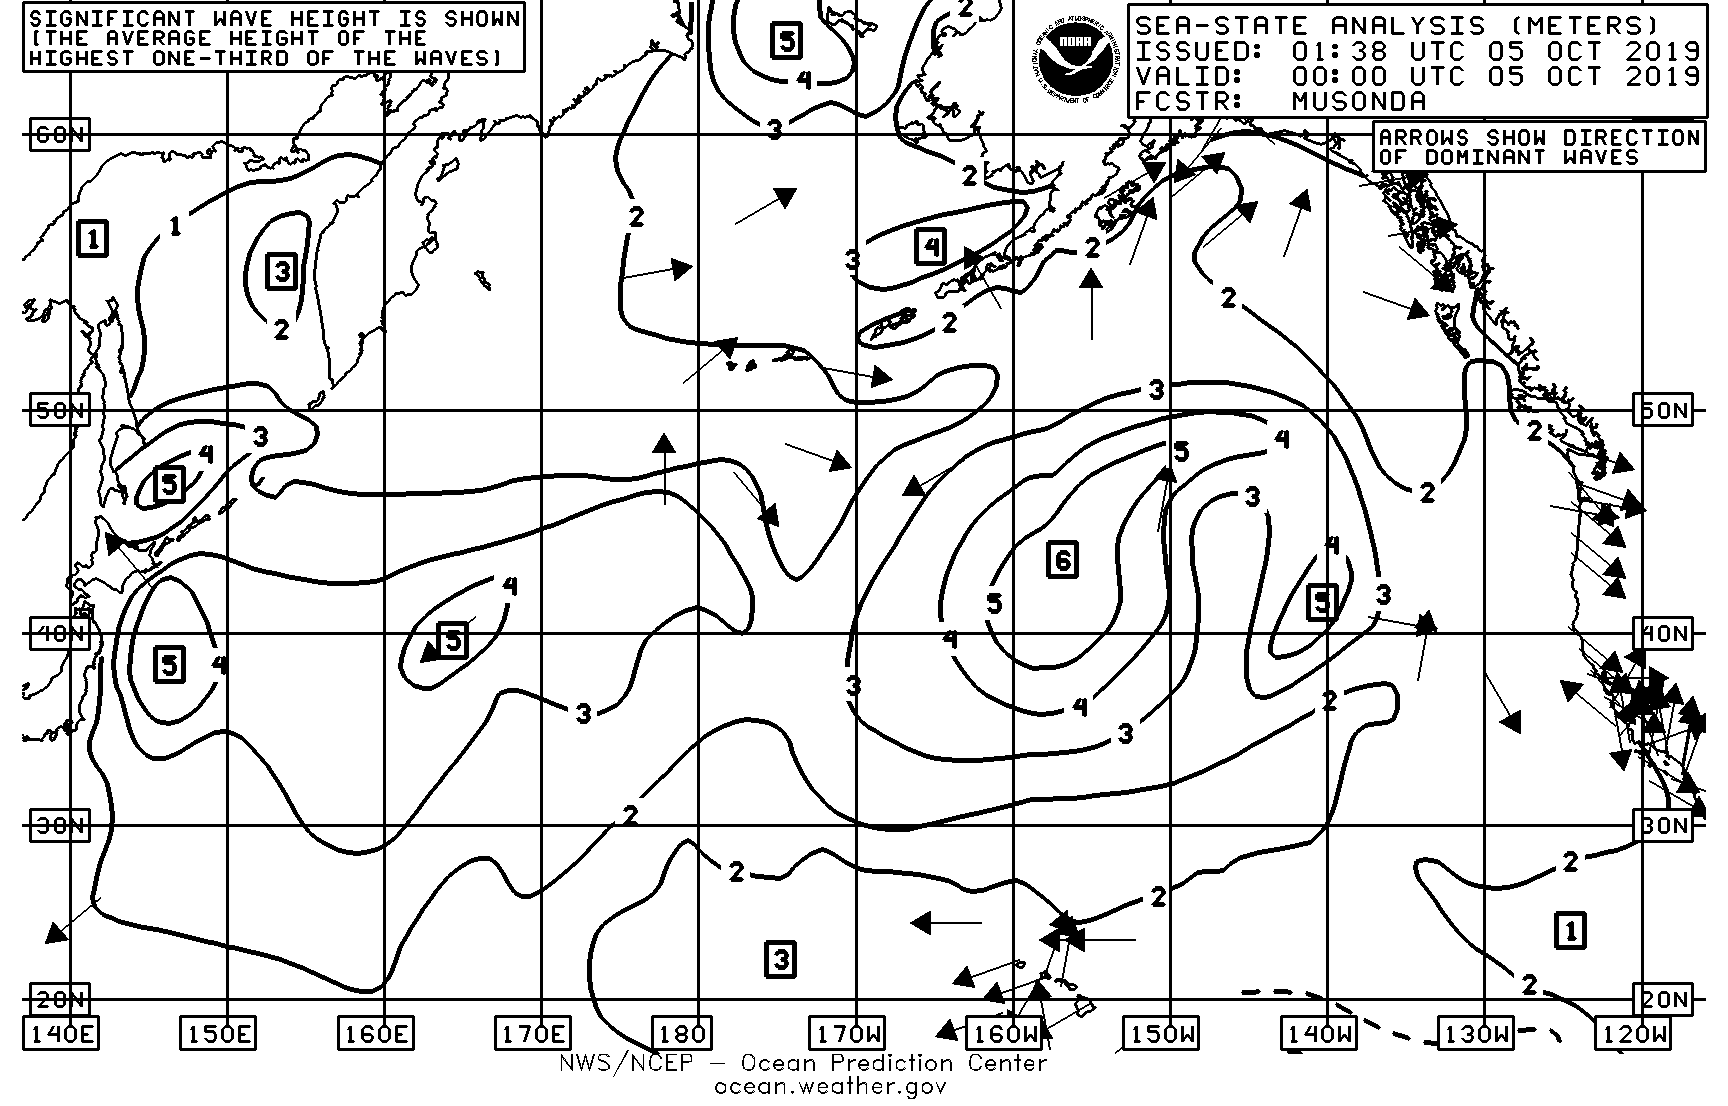 SIGNIFICANT WAVE HEIGHT IS SHOWN
(THE AVERAGE HEIGHT OF THE
HIGHEST ONE-THIRD OF THE WAVES)
SEA-STATE ANALYSIS (METERS)
ISSUED: 01:38 UTC 05 OCT 2019
VALID: 00:00 UTC 05 OCT 2019
FCSTR: MUSONDA
NOAA
ARROWS SHOW DIRECTION
OF DOMINANT WAVES
2
5
4
3
60N
2
1
1
2
3
4
3
2
2
2
2
3
50N 50N
3
4
2
3
4
5
5
2
3
4
6
4
3
5
5
5
40N 40N
5
4
4
3
2
3
4
3
2
30N 30N
2
2
2
1
3
2
20N 20N
140E 150E 160E 170E 180 170W 160W 150W 140W 130W 120W
NWS/NCEP – Ocean Prediction Center
ocean.weather.gov